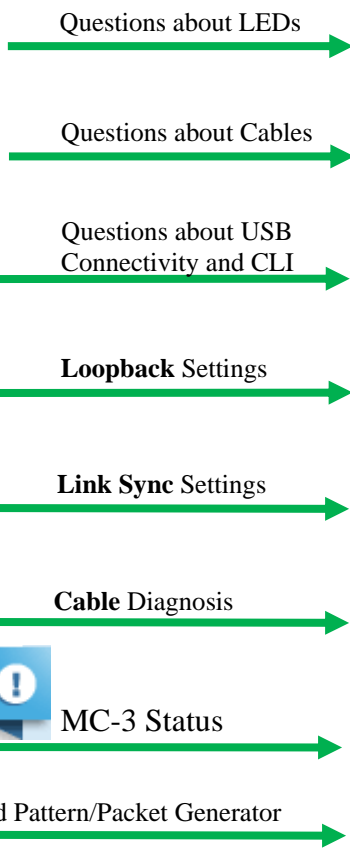 Questions about LEDs
Questions about Cables
Questions about USB
Connectivity and CLI
Loopback Settings
Link Sync Settings
Cable Diagnosis
!
MC-3 Status
Pattern/Packet Generator